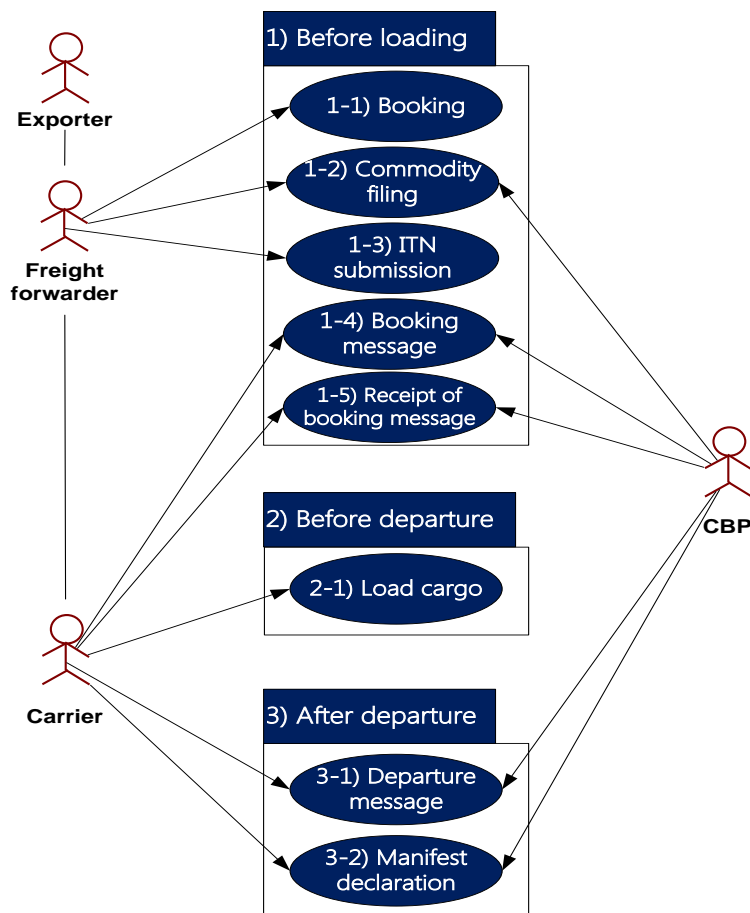 1) Before loading
Exporter
1-1) Booking
1-2) Commodity
filing
Freight
forwarder
1-3) ITN
submission
1-4) Booking
message
1-5) Receipt of
booking message
CBP
2) Before departure
2-1) Load cargo
Carrier
3) After departure
3-1) Departure
message
3-2) Manifest
declaration